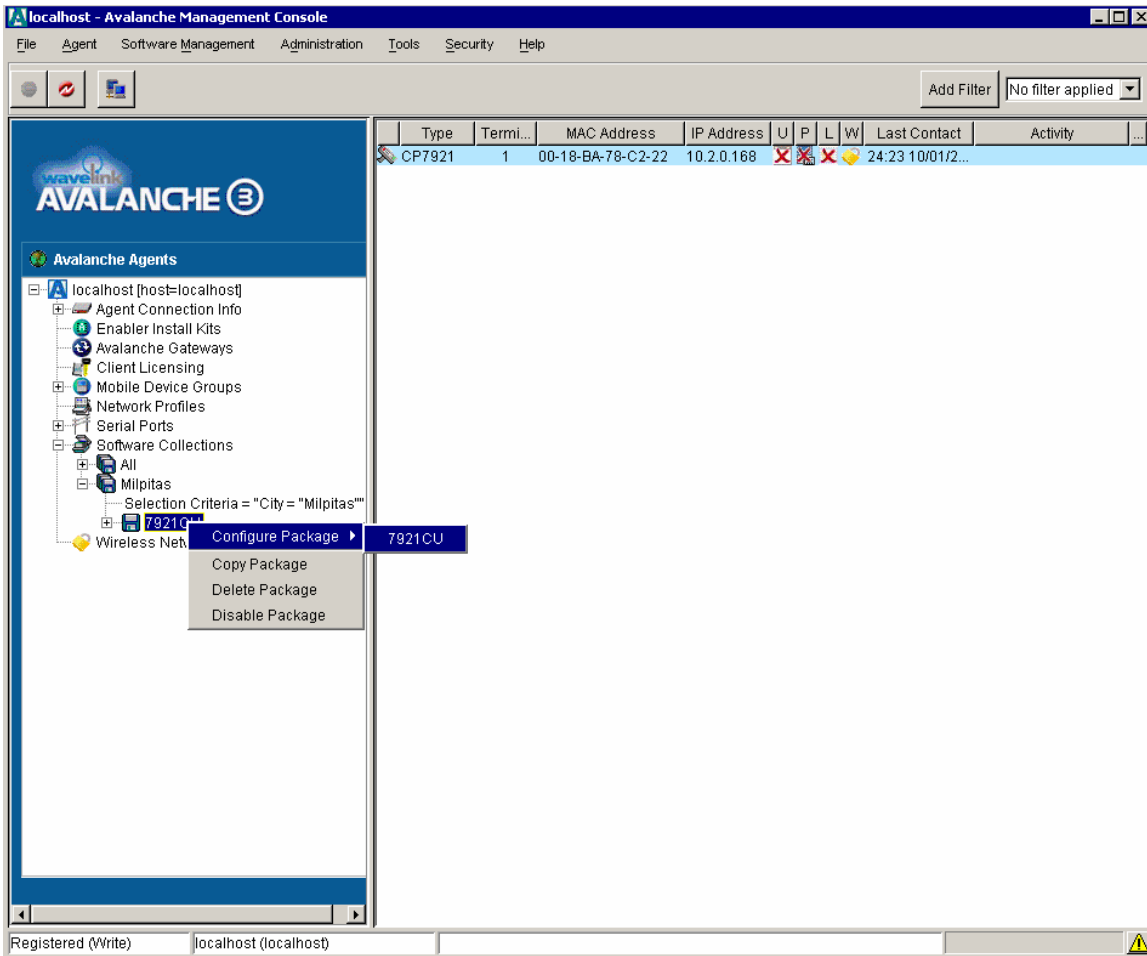 localhost - Avalanche Management Console
File Agent Software Management Administration Tools Security Help
Add Filter No filter applied
wavelink
AVALANCHE 3
Avalanche Agents
localhost [host=localhost]
Agent Connection Info
Enabler Install Kits
Avalanche Gateways
Client Licensing
Mobile Device Groups
Network Profiles
Serial Ports
Software Collections
All
Milpitas
Selection Criteria = "City = "Milpitas""
7921CU
Wireless Net
Configure Package
Copy Package
Delete Package
Disable Package
7921CU
Type Termi... MAC Address IP Address U P L W Last Contact Activity ...
CP7921 1 00-18-BA-78-C2-22 10.2.0.168 24:23 10/01/2...
Registered (Write) localhost (localhost)